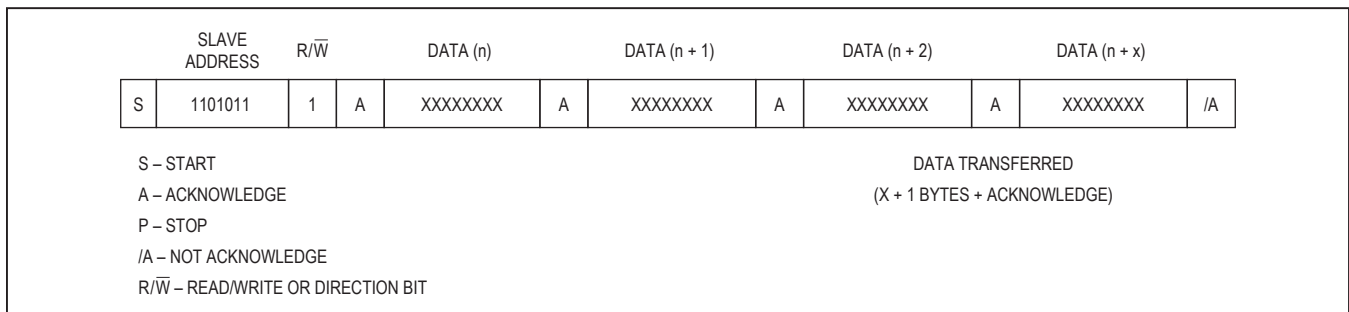 SLAVE ADDRESS R/W̅ DATA (n) DATA (n + 1) DATA (n + 2) DATA (n + x)
S 1101011 1 A XXXXXXXX A XXXXXXXX A XXXXXXXX A XXXXXXXX /A
S – START
A – ACKNOWLEDGE
P – STOP
/A – NOT ACKNOWLEDGE
R/W̅ – READ/WRITE OR DIRECTION BIT
DATA TRANSFERRED
(X + 1 BYTES + ACKNOWLEDGE)